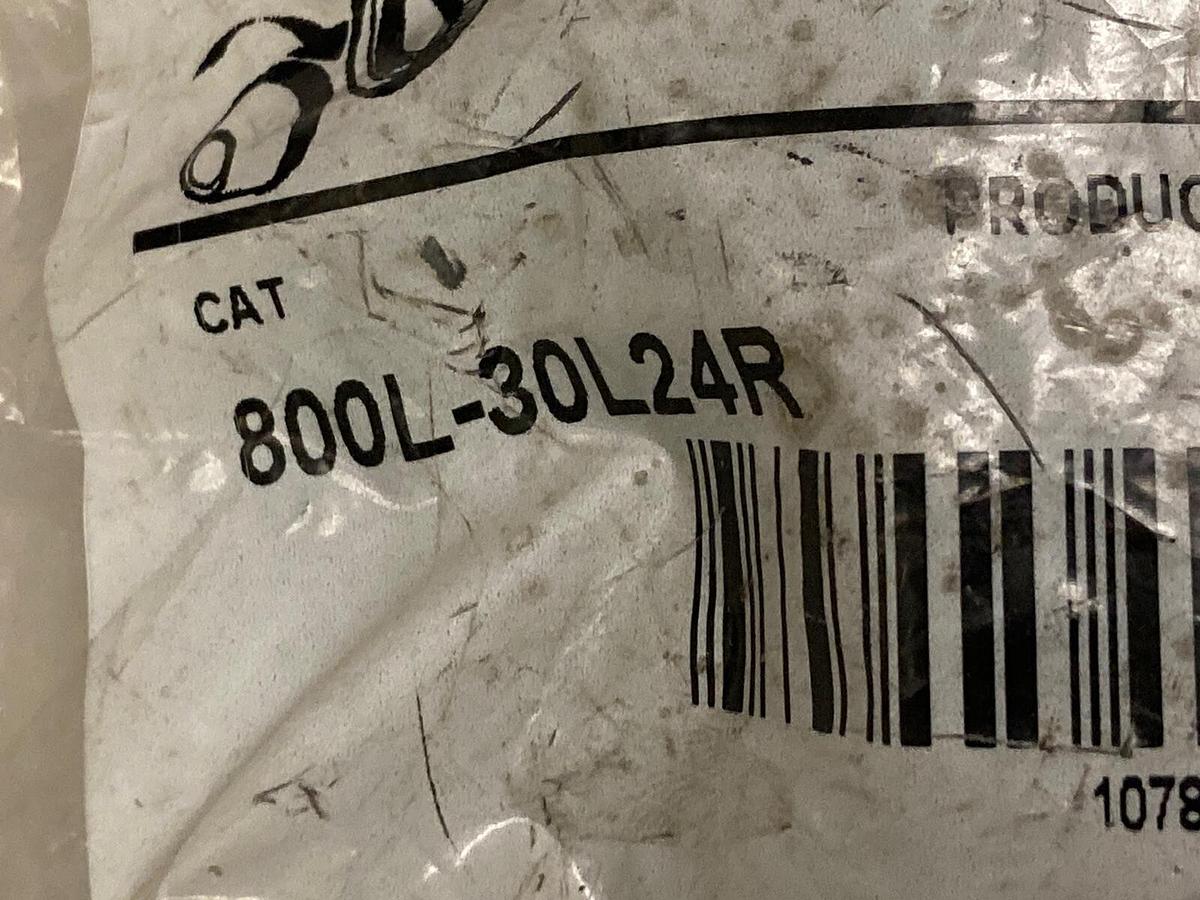 PRODUC
CAT
800L-30L24R
1078